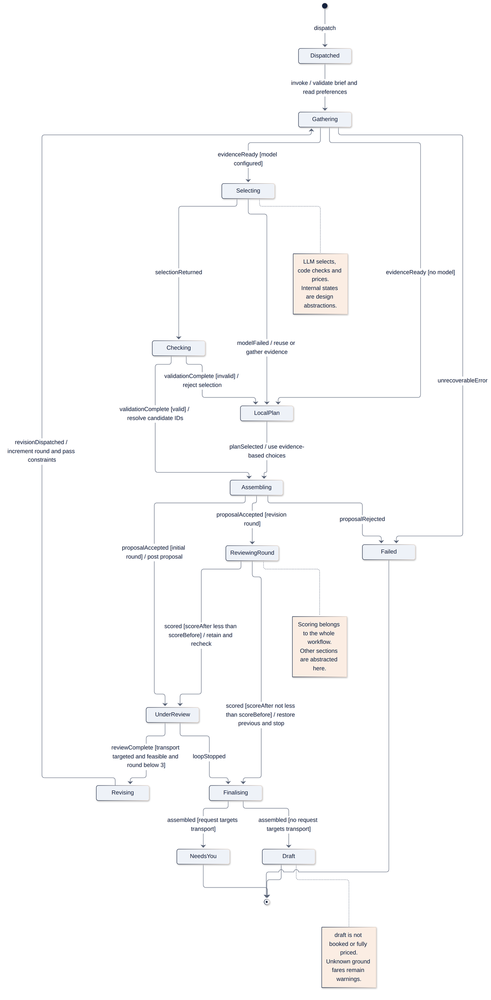 dispatch
Dispatched
invoke / validate brief and
read preferences
Gathering
evidenceReady [model
configured]
Selecting
LLM selects,
code checks and
prices.
Internal states
are design
abstractions.
selectionReturned
evidenceReady [no model]
modelFailed / reuse or
gather evidence
Checking
validationComplete [invalid] /
reject selection
unrecoverableError
validationComplete [valid] /
resolve candidate IDs
LocalPlan
revisionDispatched /
increment round and pass
constraints
planSelected / use evidence-
based choices
Assembling
proposalAccepted [revision
round]
proposalRejected
proposalAccepted [initial
round] / post proposal
ReviewingRound
Failed
scored [scoreAfter less than
scoreBefore] / retain and
recheck
Scoring belongs
to the whole
workflow.
Other sections
are abstracted
here.
scored [scoreAfter not less
than scoreBefore] / restore
previous and stop
UnderReview
reviewComplete [transport
targeted and feasible and
round below 3]
loopStopped
Revising
Finalising
assembled [request targets
transport]
assembled [no request
targets transport]
NeedsYou
Draft
draft is not
booked or fully
priced.
Unknown ground
fares remain
warnings.